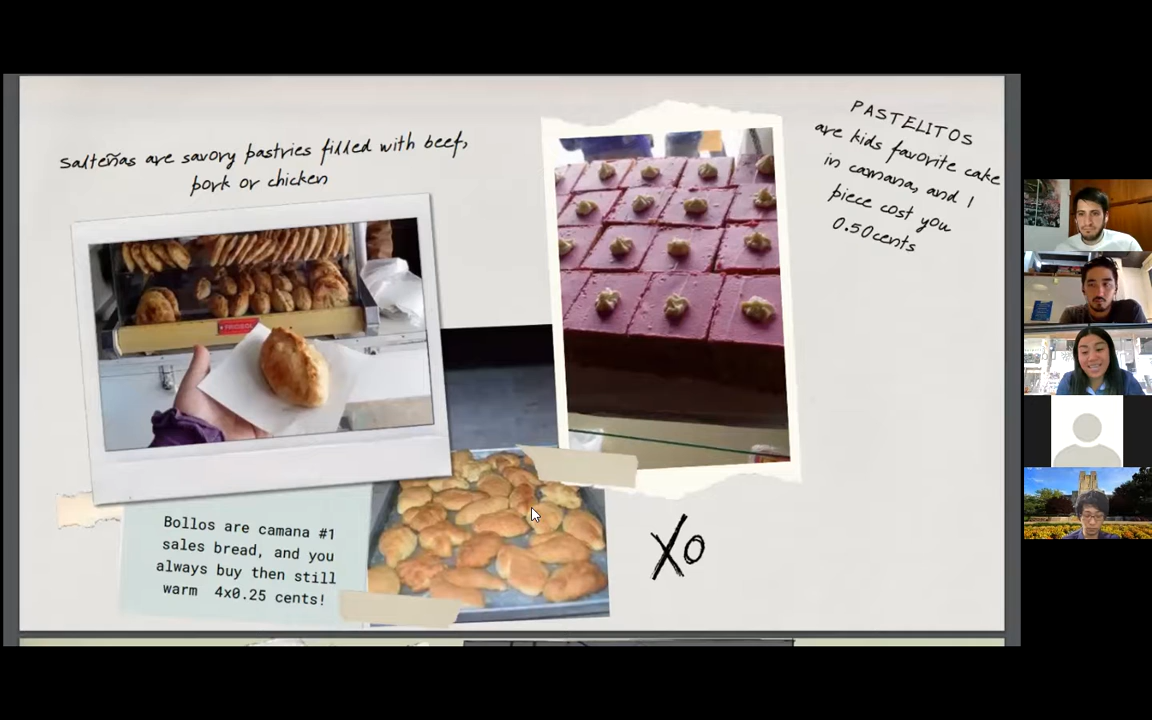 Salteñas are savory pastries filled with beef,
pork or chicken
PASTELITOS
are kids favorite cake
in camana, and 1
piece cost you
0.50cents
Bollos are camana #1
sales bread, and you
always buy then still
warm 4x0.25 cents!
XO